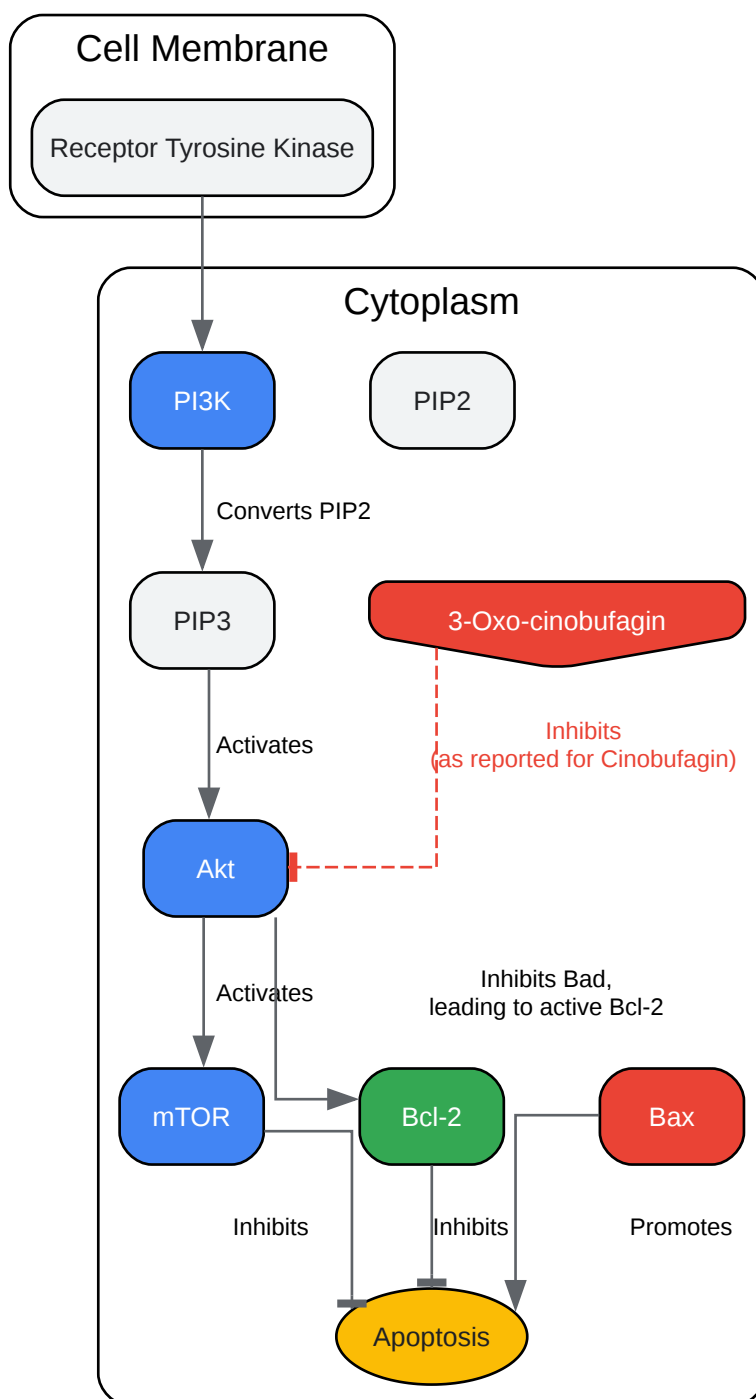 Cell Membrane
Receptor Tyrosine Kinase
Cytoplasm
PI3K
PIP2
Converts PIP2
PIP3
3-Oxo-cinobufagin
Activates
Inhibits
(as reported for Cinobufagin)
Akt
Activates
Inhibits Bad,
leading to active Bcl-2
mTOR
Bcl-2
Bax
Inhibits
Inhibits
Promotes
Apoptosis